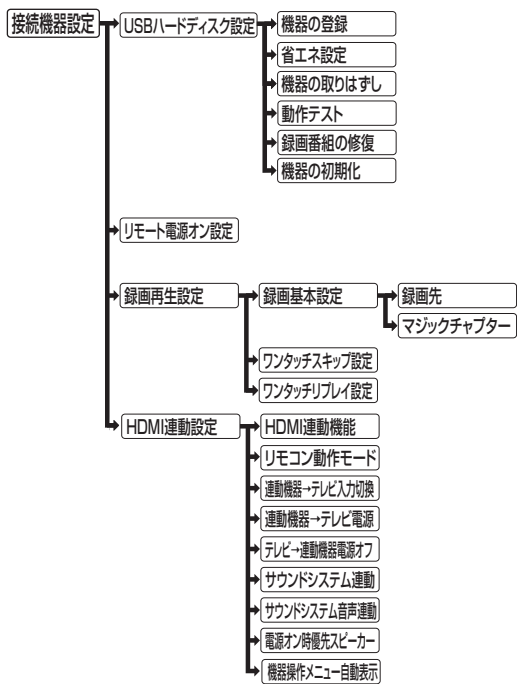 接続機器設定
USBハードディスク設定
機器の登録
省エネ設定
機器の取りはずし
動作テスト
録画番組の修復
機器の初期化
リモート電源オン設定
録画再生設定
録画基本設定
録画先
マジックチャプター
ワンタッチスキップ設定
ワンタッチリプレイ設定
HDMI連動設定
HDMI連動機能
リモコン動作モード
連動機器→テレビ入力切換
連動機器→テレビ電源
テレビ→連動機器電源オフ
サウンドシステム連動
サウンドシステム音声連動
電源オン時優先スピーカー
機器操作メニュー自動表示